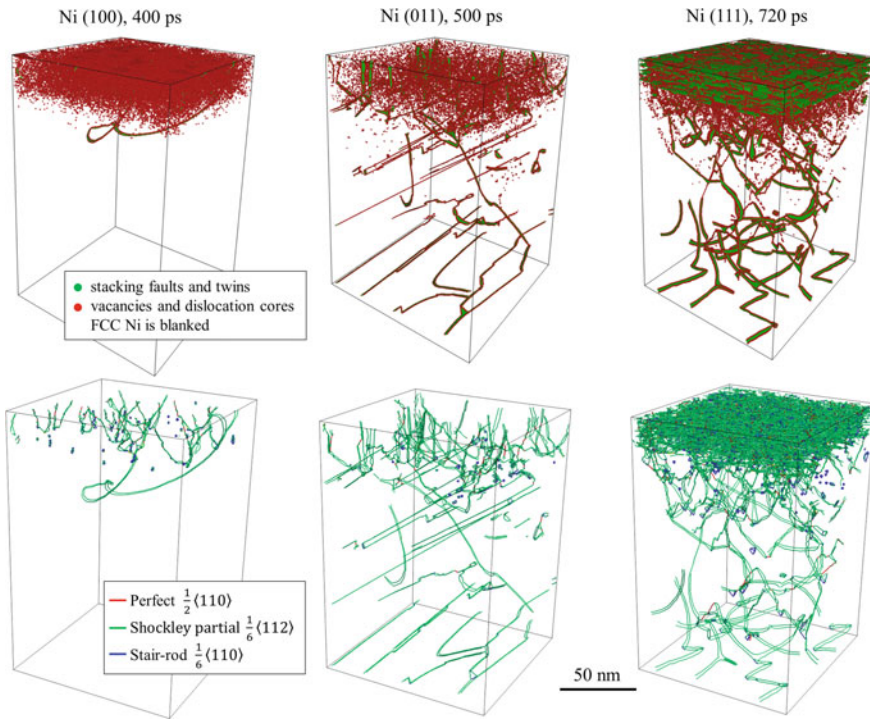 Ni (100), 400 ps
Ni (011), 500 ps
Ni (111), 720 ps
stacking faults and twins
vacancies and dislocation cores
FCC Ni is blanked
Perfect 1/2⟨110⟩
Shockley partial 1/6⟨112⟩
Stair-rod 1/6⟨110⟩
50 nm